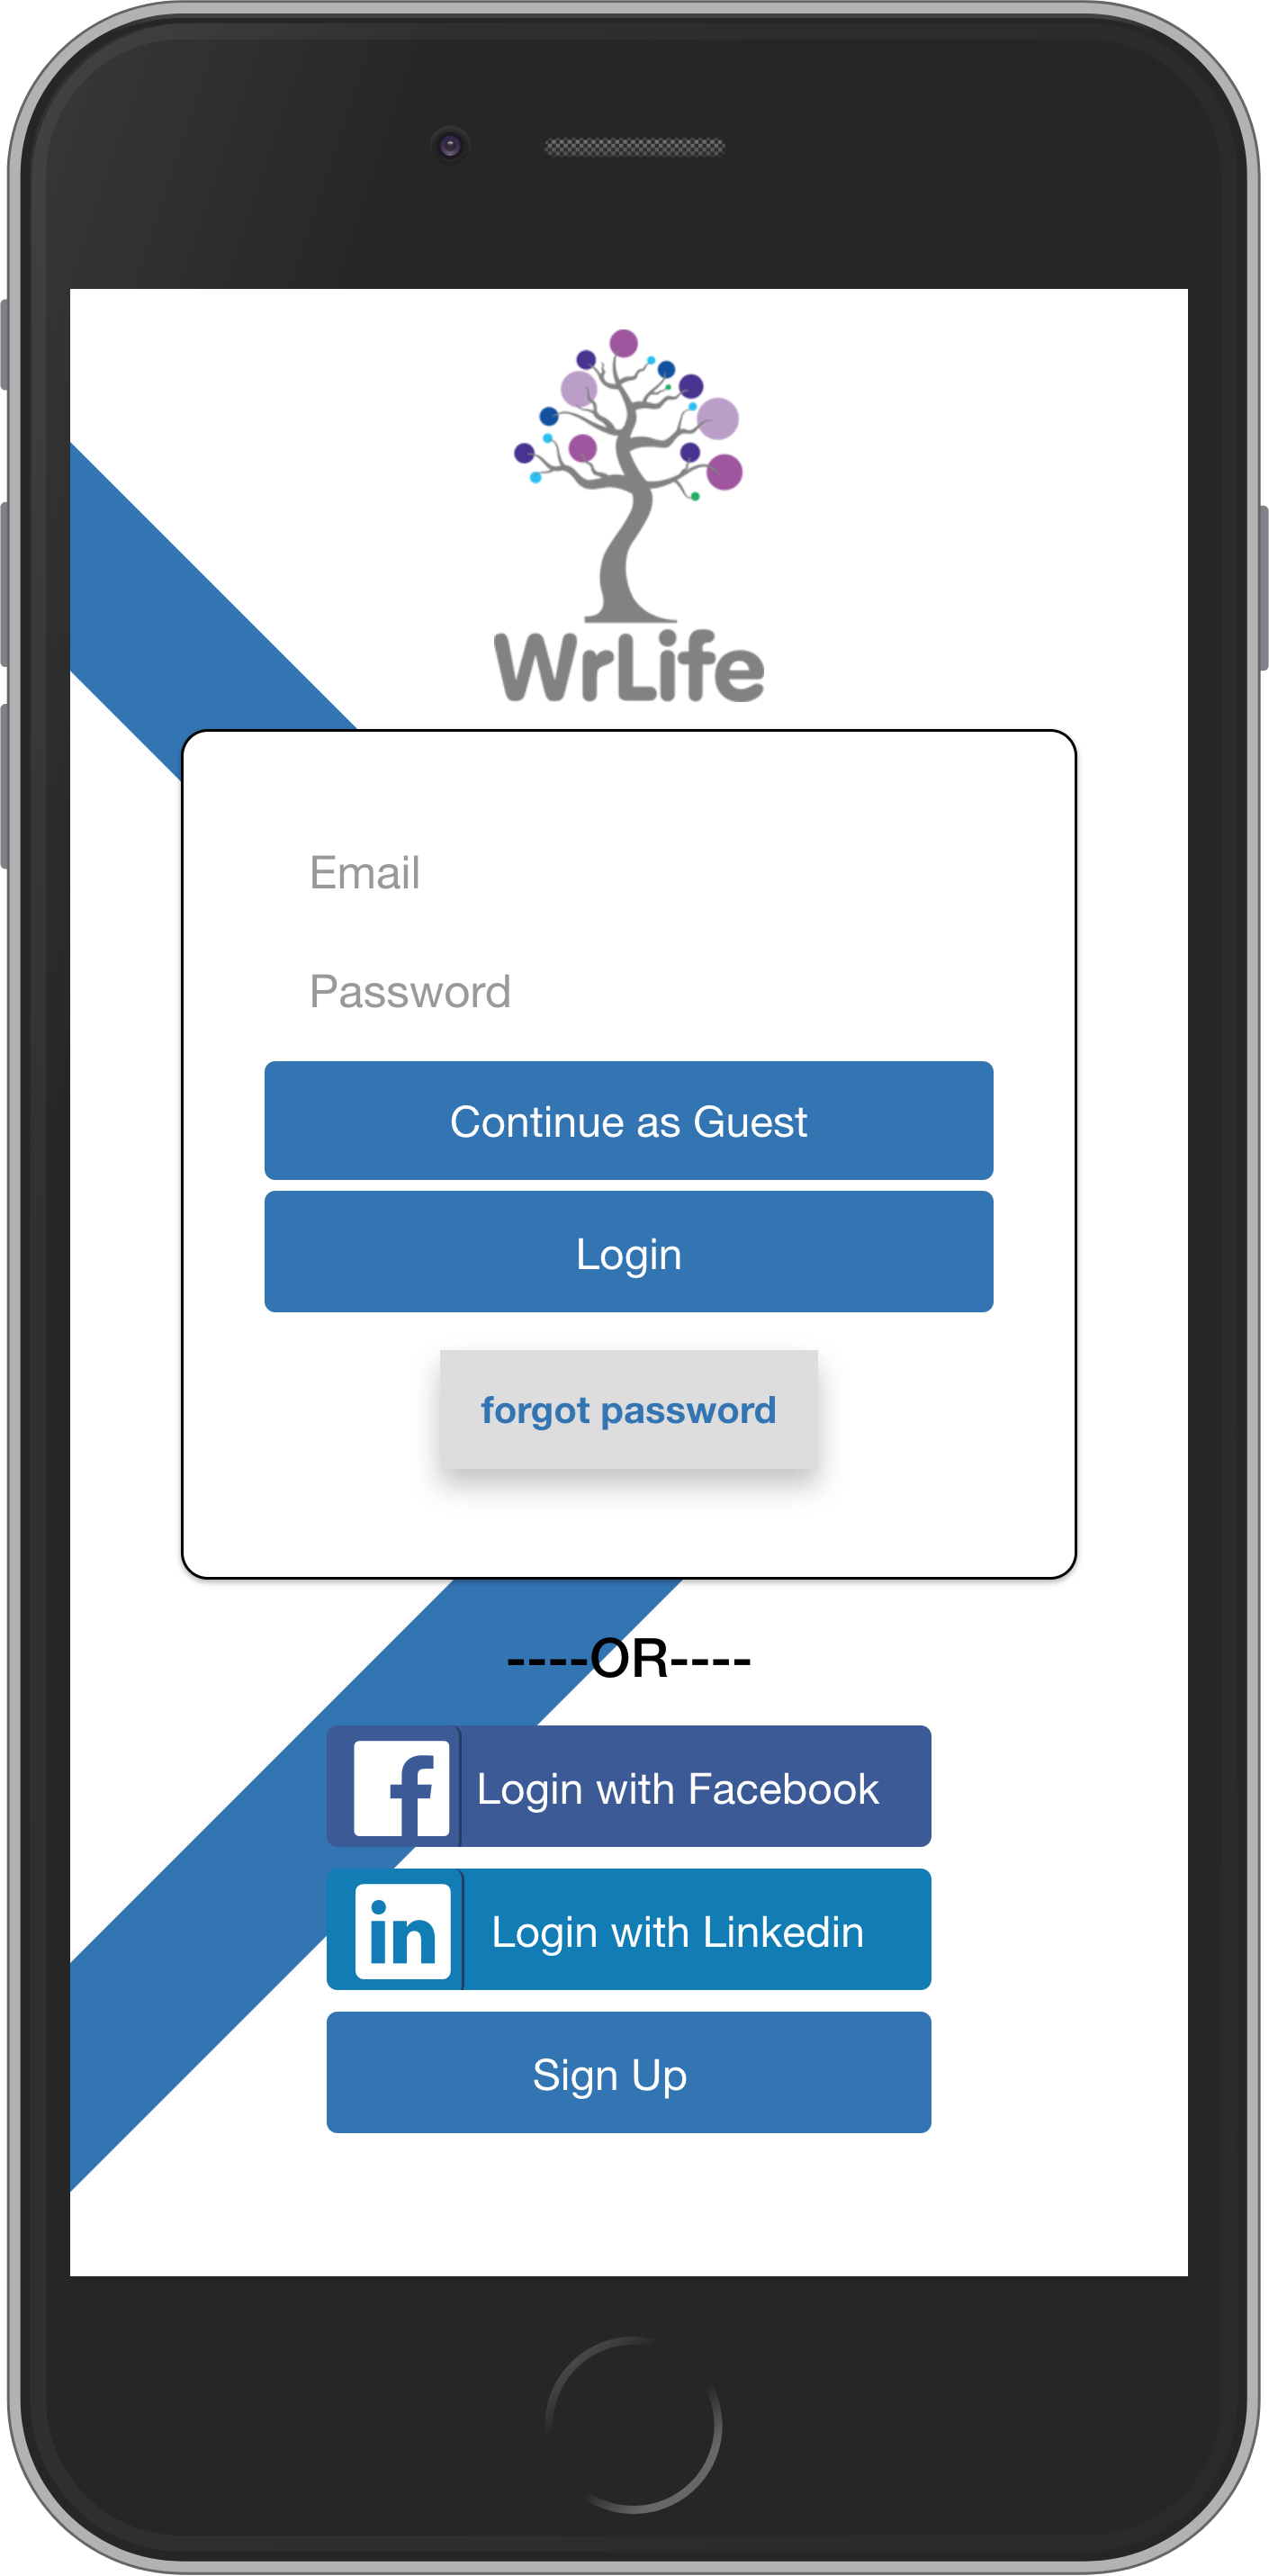 WrLife
Email
Password
Continue as Guest
Login
forgot password
----OR----
f Login with Facebook
in Login with Linkedin
Sign Up